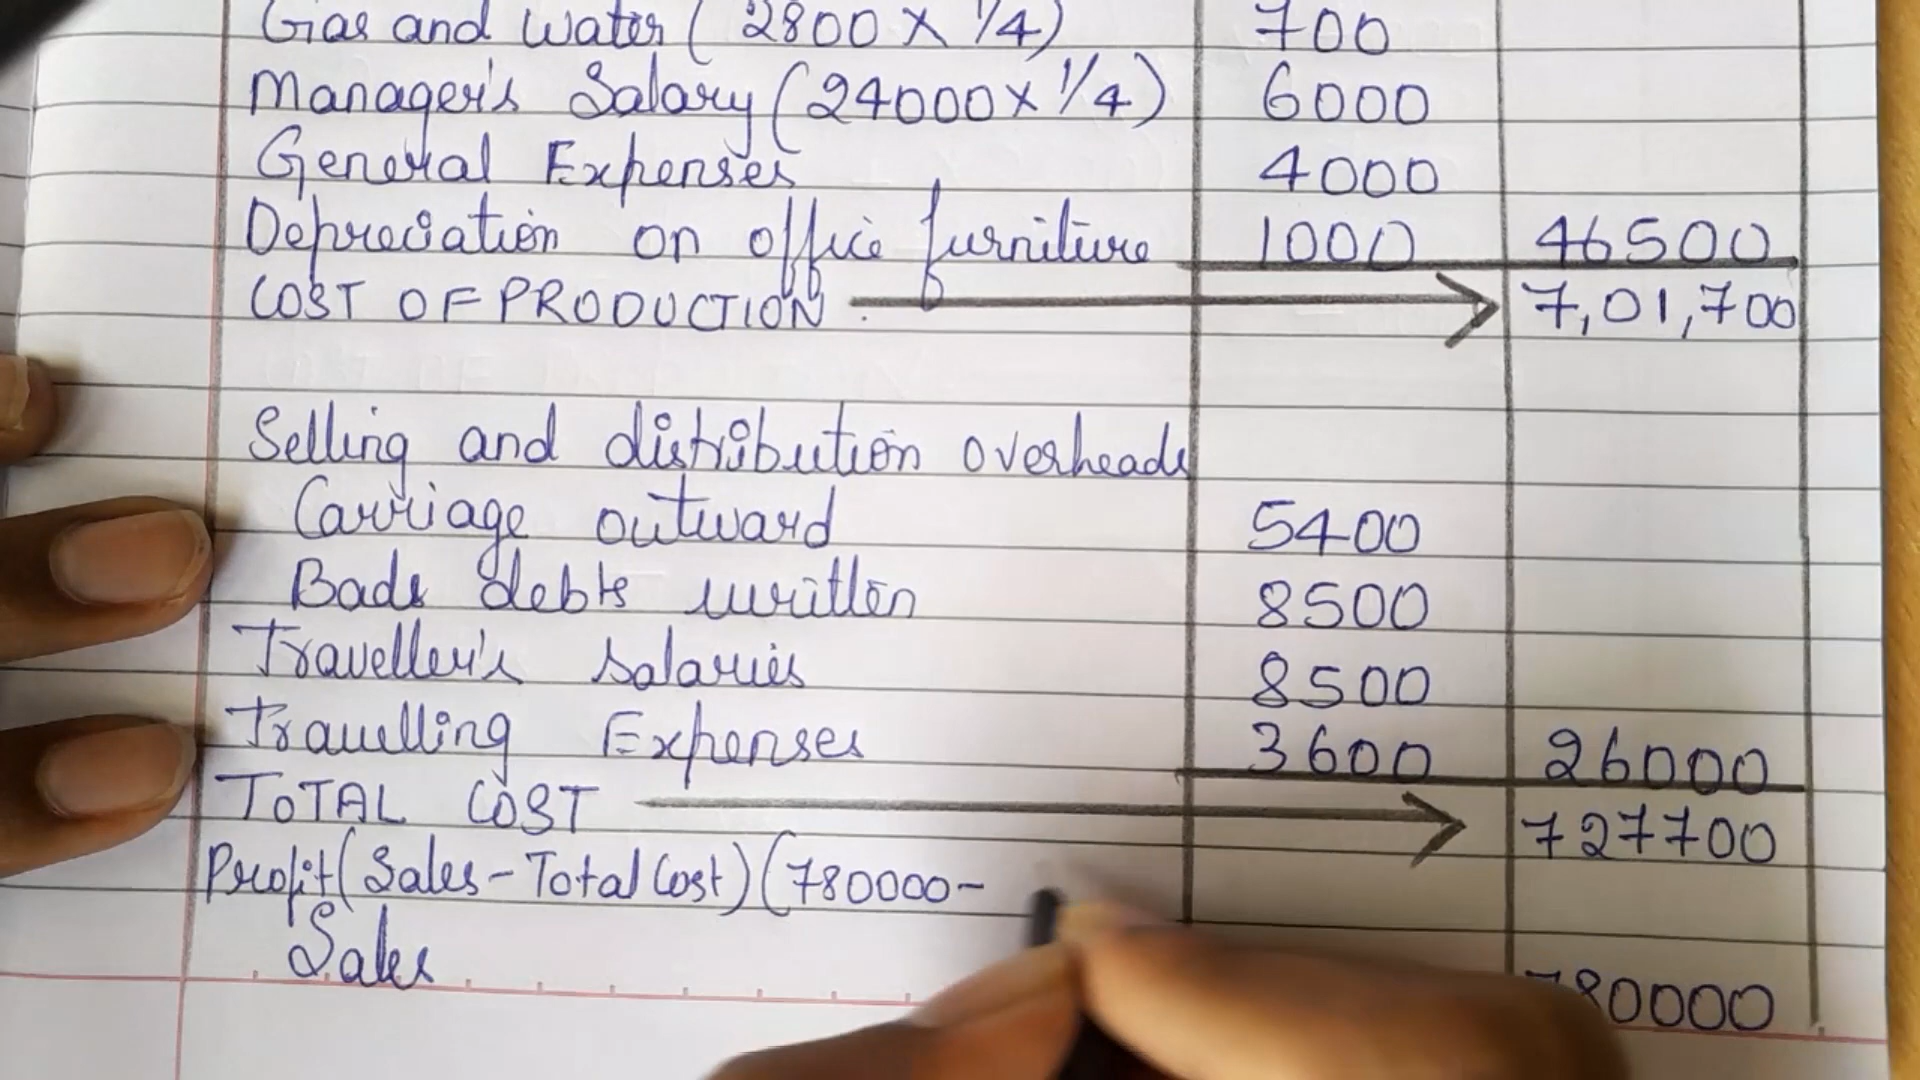 Gas and Water ( 2800 X 1/4) 700
Manager's Salary (24000 x 1/4) 6000
General Expenses 4000
Depreciation on office furniture 1000 46500
COST OF PRODUCTION 7,01,700
Selling and distribution overheads
Carriage outward 5400
Bads debts written 8500
Traveller's salaries 8500
Travelling Expenses 3600 26000
TOTAL COST 727700
Profit (Sales - Total Cost) (780000 -
Sales 780000